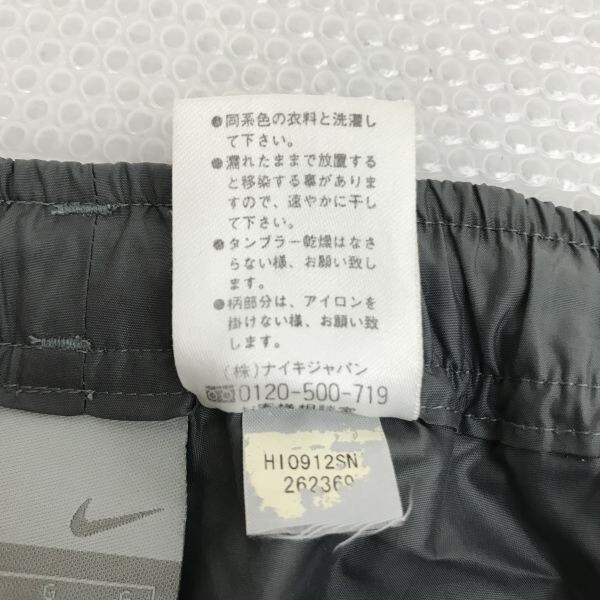 ●同系色の衣料と洗濯し
て下さい。
●濡れたままで放置する
と移染する事がありま
すので、速やかに干し
て下さい。
●タンブラー乾燥はなさ
らない様、お願い致し
ます。
●柄部分は、アイロンを
掛けない様、お願い致
します。
(株)ナイキジャパン
0120-500-719
HI0912SN
262369
G G